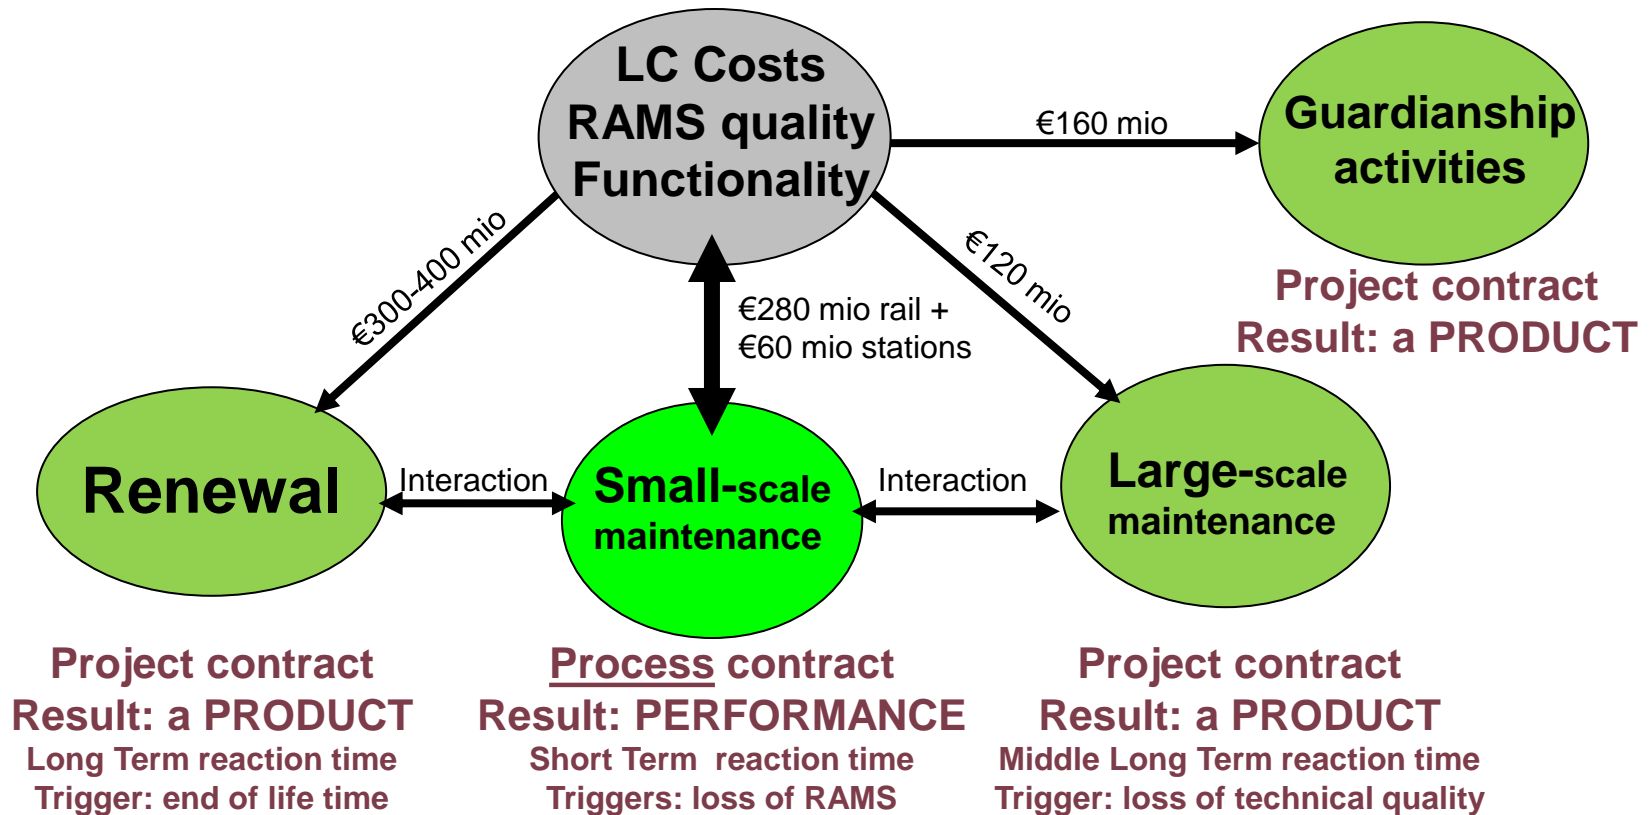 LC Costs
RAMS quality
Functionality
€160 mio
Guardianship
activities
Project contract
Result: a PRODUCT
€300-400 mio
€280 mio rail +
€60 mio stations
€120 mio
Renewal
Interaction
Small-scale
maintenance
Interaction
Large-scale
maintenance
Project contract
Result: a PRODUCT
Long Term reaction time
Trigger: end of life time
Process contract
Result: PERFORMANCE
Short Term  reaction time
Triggers: loss of RAMS
Project contract
Result: a PRODUCT
Middle Long Term reaction time
Trigger: loss of technical quality